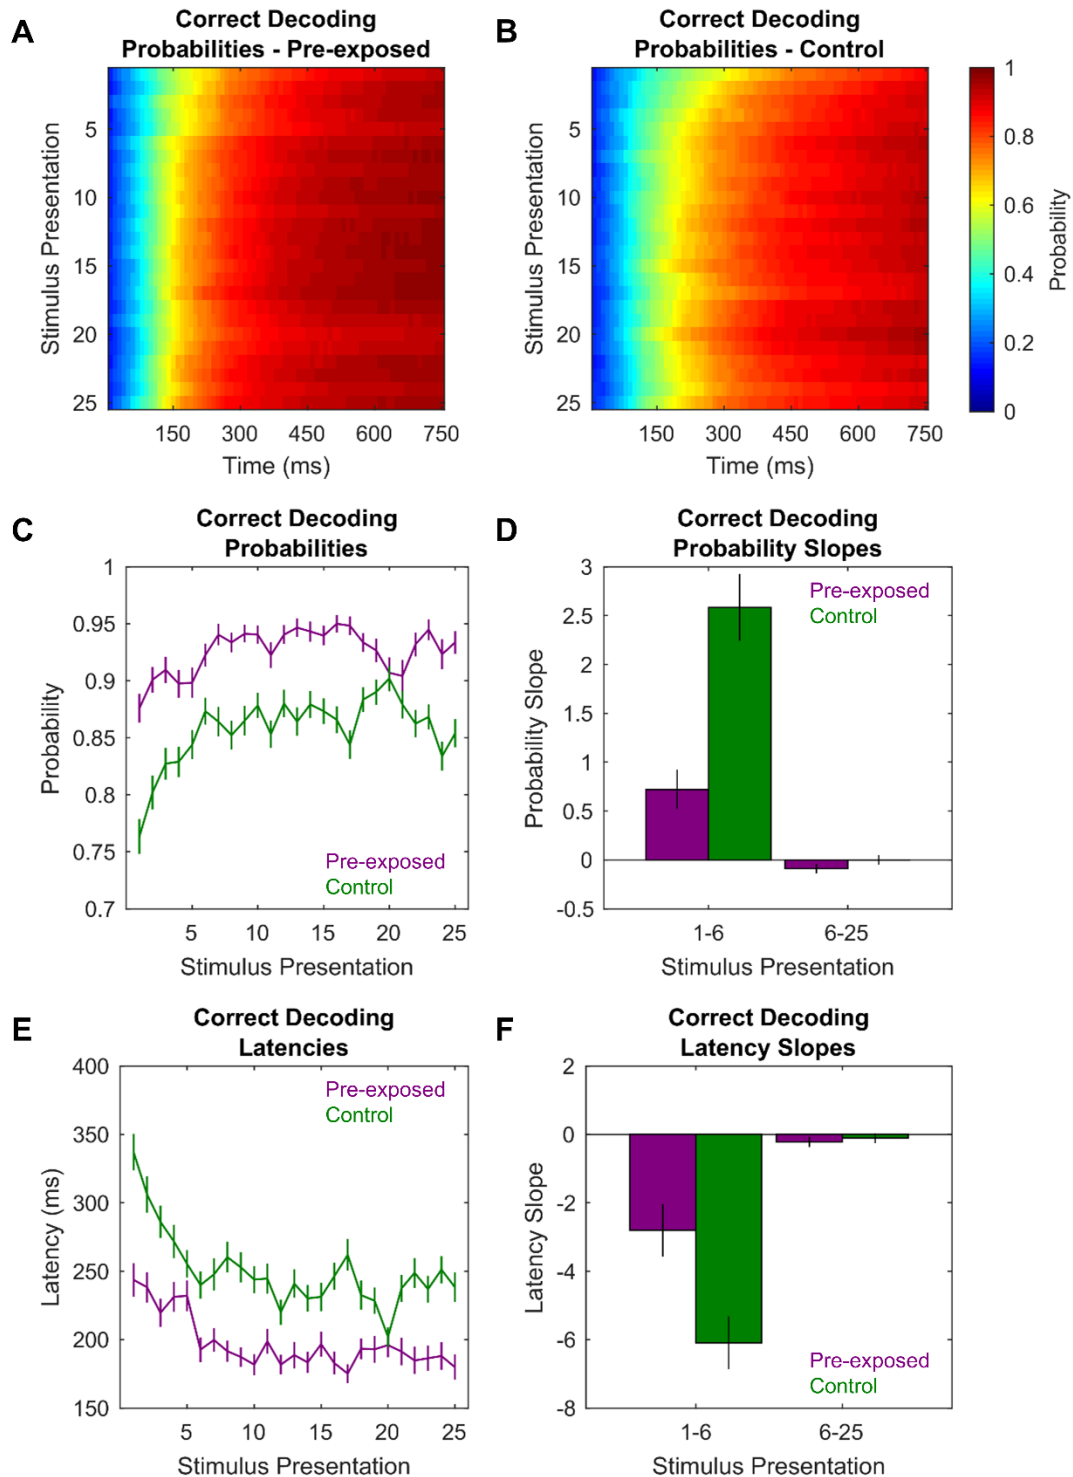 A
Correct Decoding
Probabilities - Pre-exposed
Stimulus Presentation
5
10
15
20
25
150 300 450 600 750
Time (ms)
B
Correct Decoding
Probabilities - Control
Stimulus Presentation
5
10
15
20
25
150 300 450 600 750
Time (ms)
1
0.8
0.6
0.4
0.2
0
Probability
C
Correct Decoding
Probabilities
Probability
1
0.95
0.9
0.85
0.8
0.75
0.7
Pre-exposed
Control
5 10 15 20 25
Stimulus Presentation
D
Correct Decoding
Probability Slopes
Probability Slope
3
2.5
2
1.5
1
0.5
0
-0.5
Pre-exposed
Control
1-6 6-25
Stimulus Presentation
E
Correct Decoding
Latencies
Latency (ms)
400
350
300
250
200
150
Pre-exposed
Control
5 10 15 20 25
Stimulus Presentation
F
Correct Decoding
Latency Slopes
Latency Slope
2
0
-2
-4
-6
-8
Pre-exposed
Control
1-6 6-25
Stimulus Presentation